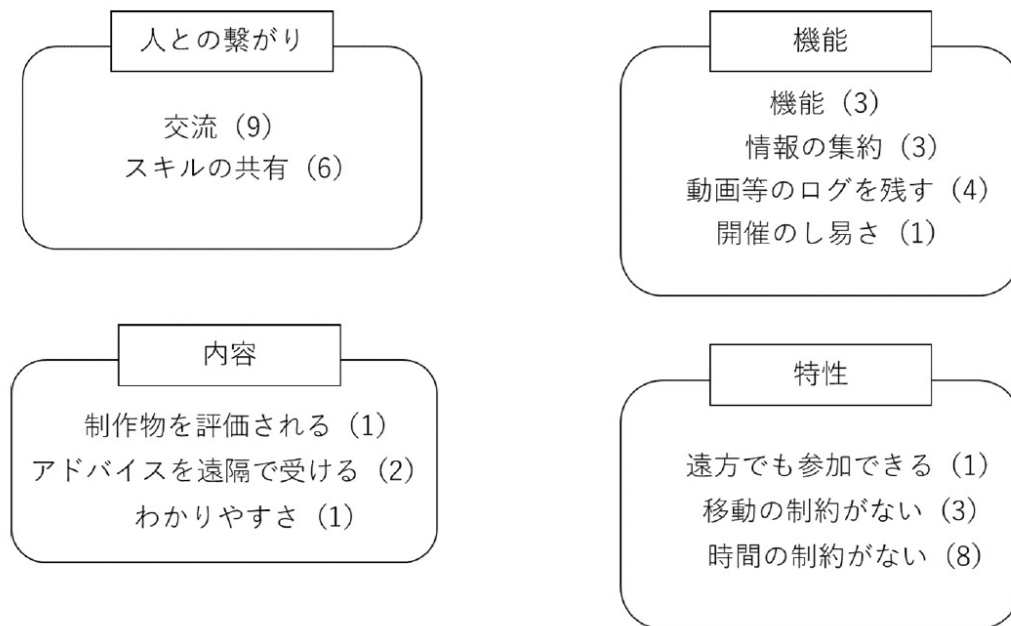 人との繋がり
交流（9）
スキルの共有（6）
機能
機能（3）
情報の集約（3）
動画等のログを残す（4）
開催のし易さ（1）
内容
制作物を評価される（1）
アドバイスを遠隔で受ける（2）
わかりやすさ（1）
特性
遠方でも参加できる（1）
移動の制約がない（3）
時間の制約がない（8）